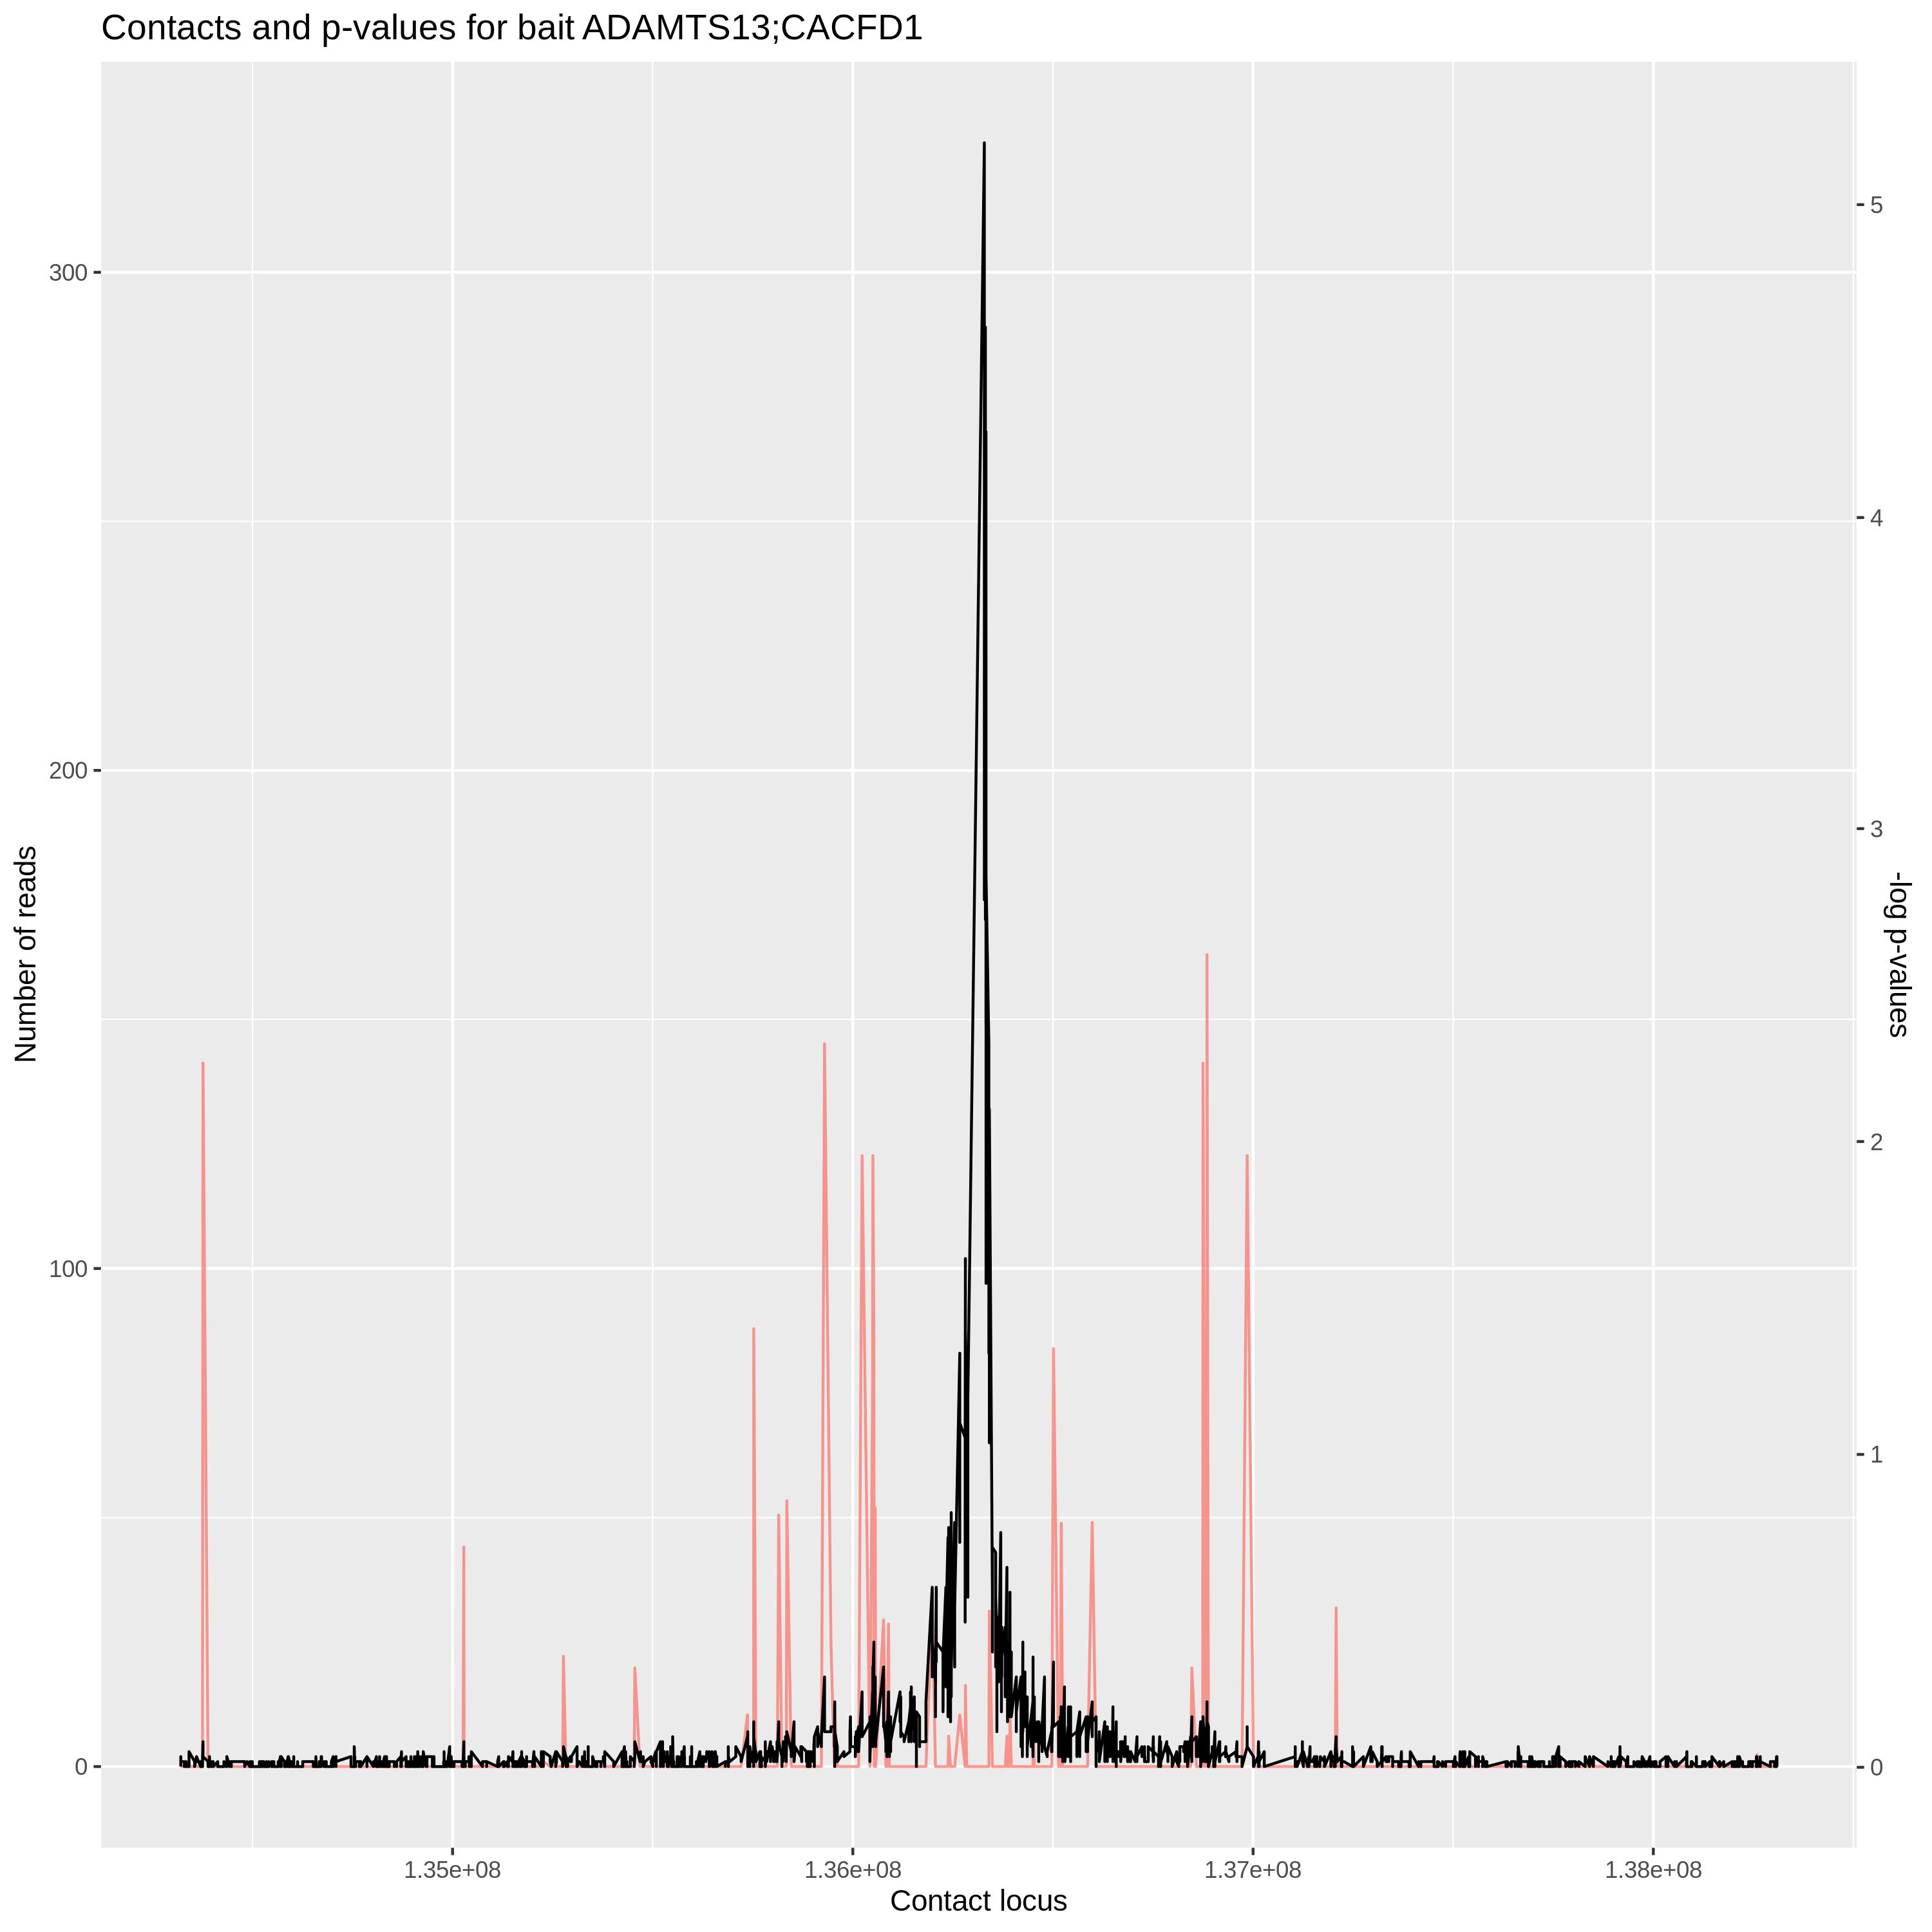 Contacts and p-values for bait ADAMTS13;CACFD1
Number of reads
300
200
100
0
5
4
3
2
1
0
-log p-values
1.35e+08
1.36e+08
1.37e+08
1.38e+08
Contact locus